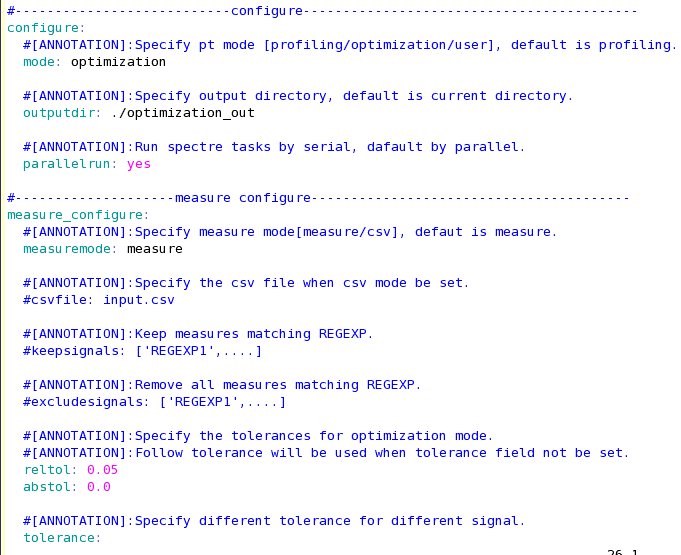 #---------------------------configure------------------------------------------
configure:
  #[ANNOTATION]:Specify pt mode [profiling/optimization/user], default is profiling.
  mode: optimization
  #[ANNOTATION]:Specify output directory, default is current directory.
  outputdir: ./optimization_out
  #[ANNOTATION]:Run spectre tasks by serial, dafault by parallel.
  parallelrun: yes
#--------------------measure configure----------------------------------------
measure_configure:
  #[ANNOTATION]:Specify measure mode[measure/csv], defaut is measure.
  measuremode: measure
  #[ANNOTATION]:Specify the csv file when csv mode be set.
  #csvfile: input.csv
  #[ANNOTATION]:Keep measures matching REGEXP.
  #keepsignals: ['REGEXP1',....]
  #[ANNOTATION]:Remove all measures matching REGEXP.
  #excludesignals: ['REGEXP1',....]
  #[ANNOTATION]:Specify the tolerances for optimization mode.
  #[ANNOTATION]:Follow tolerance will be used when tolerance field not be set.
  reltol: 0.05
  abstol: 0.0
  #[ANNOTATION]:Specify different tolerance for different signal.
  tolerance: